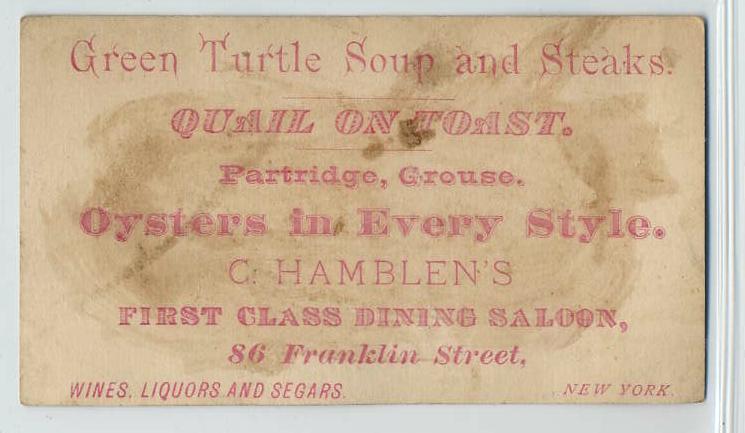 Green Turtle Soup and Steaks.
QUAIL ON TOAST.
Partridge, Grouse.
Oysters in Every Style.
C. HAMBLEN'S
FIRST CLASS DINING SALOON,
86 Franklin Street,
WINES, LIQUORS AND SEGARS. NEW YORK.